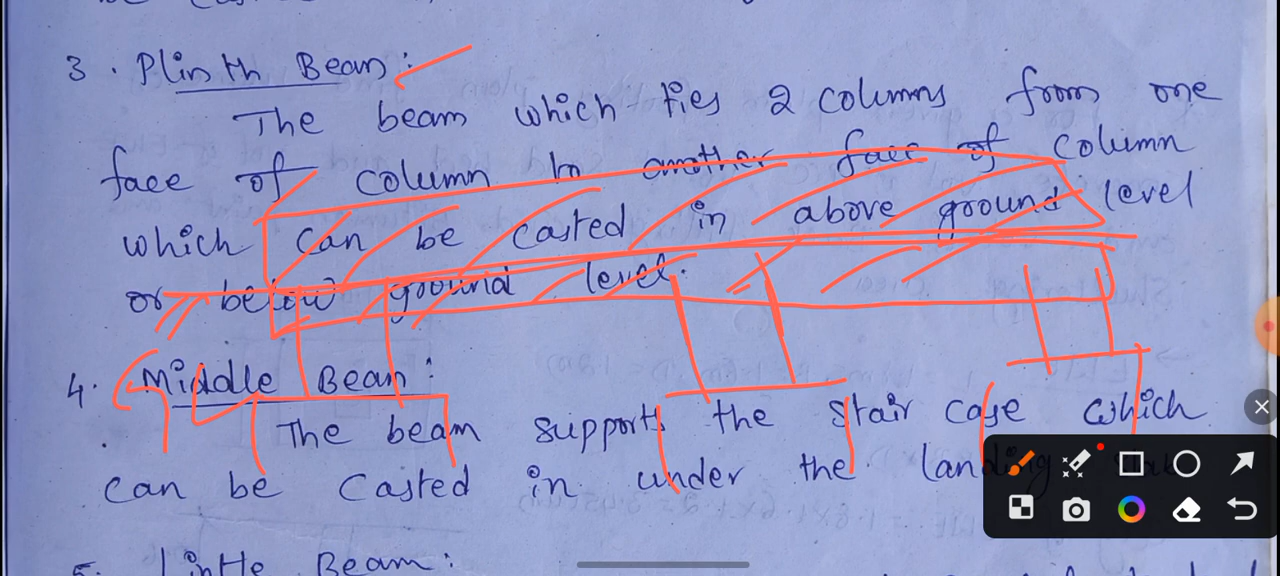 3. Plinth Beam:
The beam which ties 2 columns from one
face of column to another face of column
which can be casted in above ground level
or below ground level.
4. Middle Beam:
The beam supports the stair case which
can be casted in under the landing
5. Lintle Beam: